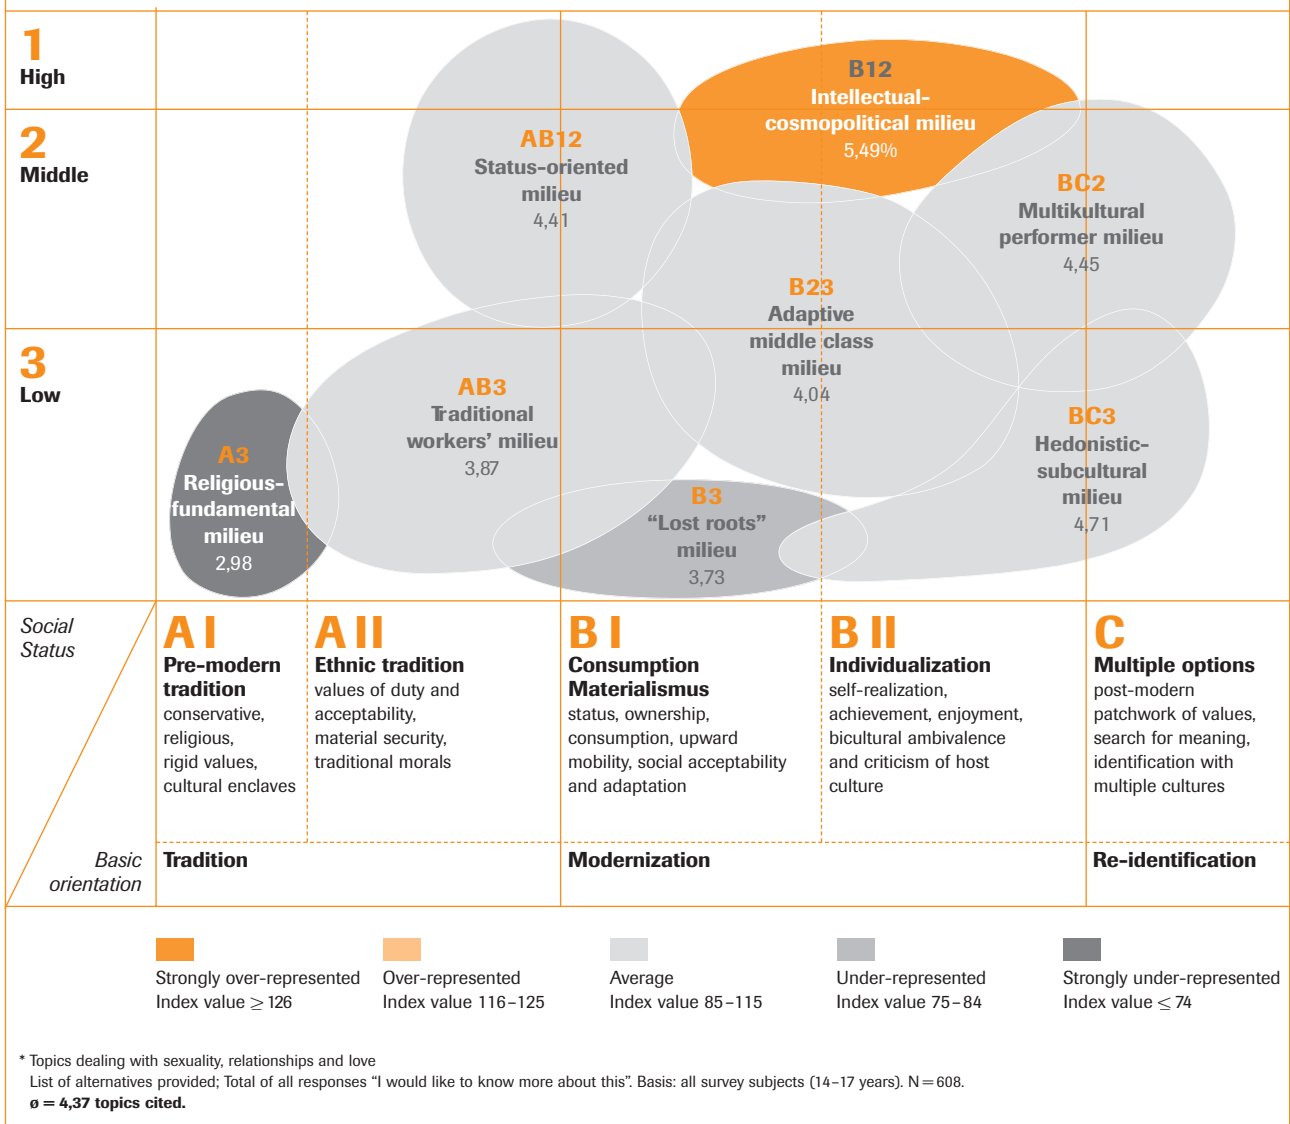 1
High
2
Middle
3
Low
B12
Intellectual-
cosmopolitical milieu
5,49%
AB12
Status-oriented
milieu
4,41
BC2
Multikultural
performer milieu
4,45
B23
Adaptive
middle class
milieu
4,04
AB3
Traditional
workers’ milieu
3,87
BC3
Hedonistic-
subcultural
milieu
4,71
A3
Religious-
fundamental
milieu
2,98
B3
“Lost roots”
milieu
3,73
Social
Status
Basic
orientation
A I
Pre-modern
tradition
conservative,
religious,
rigid values,
cultural enclaves
A II
Ethnic tradition
values of duty and
acceptability,
material security,
traditional morals
B I
Consumption
Materialismus
status, ownership,
consumption, upward
mobility, social acceptability
and adaptation
B II
Individualization
self-realization,
achievement, enjoyment,
bicultural ambivalence
and criticism of host
culture
C
Multiple options
post-modern
patchwork of values,
search for meaning,
identification with
multiple cultures
Tradition
Modernization
Re-identification
Strongly over-represented
Index value ≥ 126
Over-represented
Index value 116–125
Average
Index value 85–115
Under-represented
Index value 75–84
Strongly under-represented
Index value ≤ 74
* Topics dealing with sexuality, relationships and love
List of alternatives provided; Total of all responses “I would like to know more about this”. Basis: all survey subjects (14–17 years). N = 608.
ø = 4,37 topics cited.